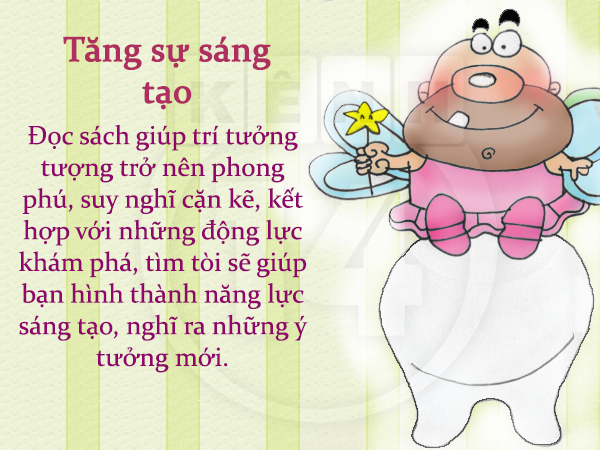 Tăng sự sáng
tạo
Đọc sách giúp trí tưởng
tượng trở nên phong
phú, suy nghĩ cặn kẽ, kết
hợp với những động lực
khám phá, tìm tòi sẽ giúp
bạn hình thành năng lực
sáng tạo, nghĩ ra những ý
tưởng mới.
KÊNH
14